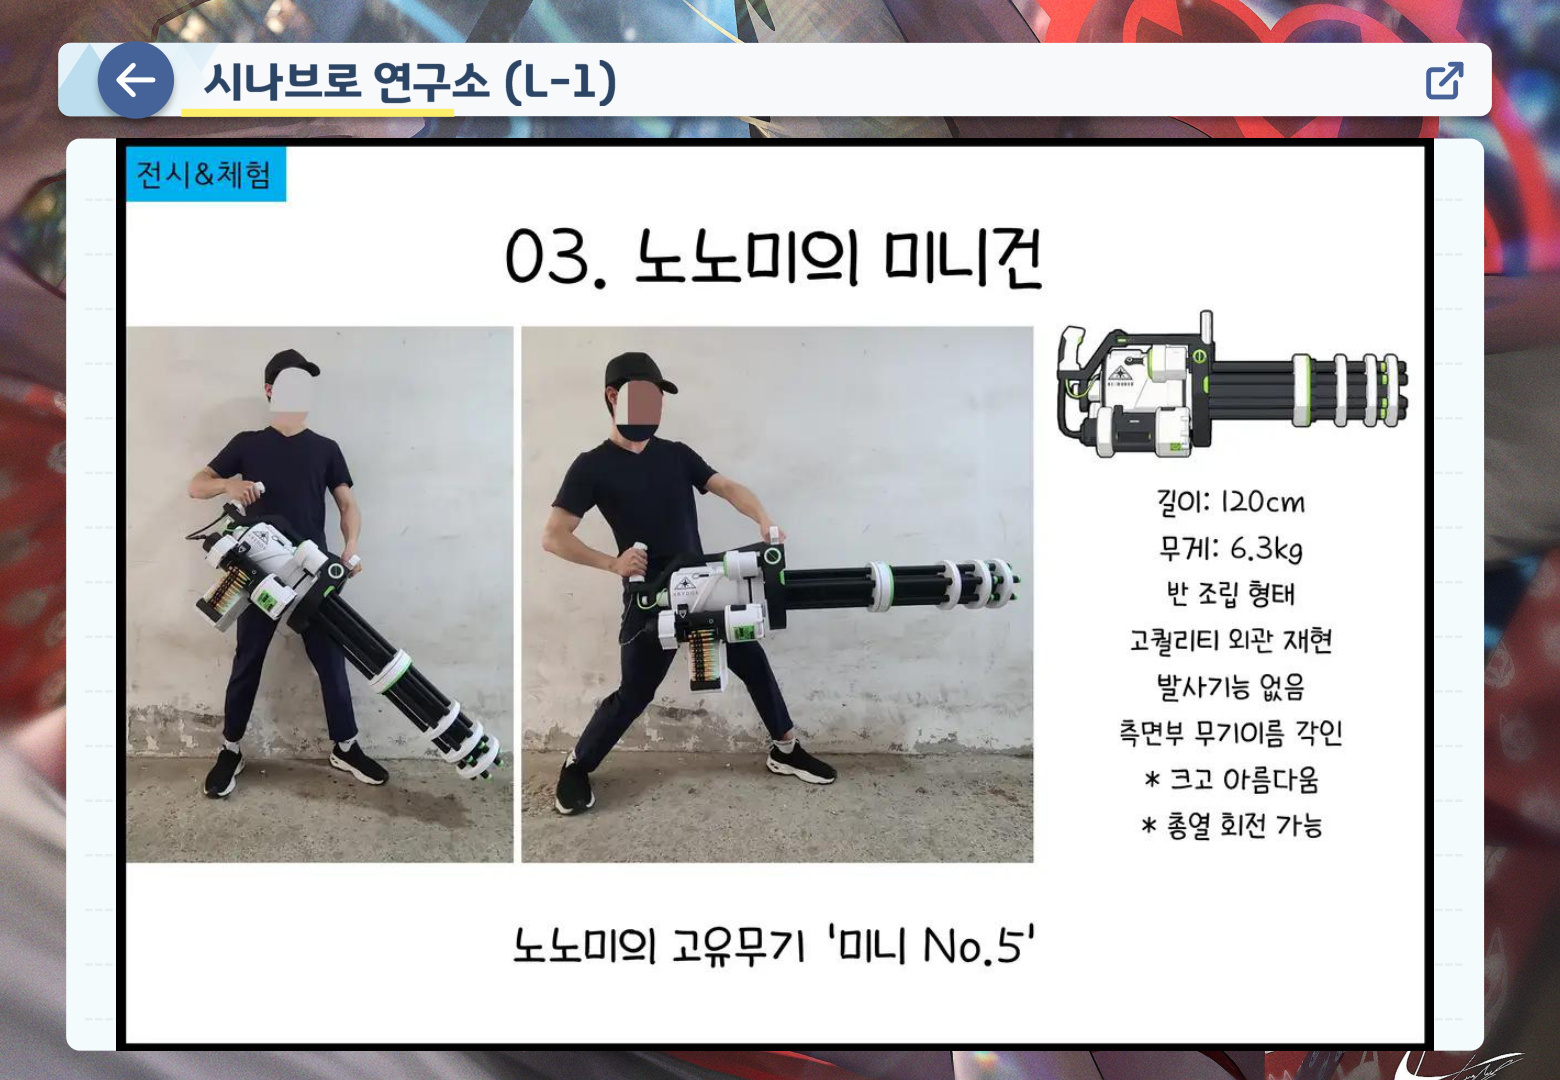 시나브로 연구소 (L-1)
전시&체험
03. 노노미의 미니건
길이: 120cm
무게: 6.3kg
반 조립 형태
고퀄리티 외관 재현
발사기능 없음
측면부 무기이름 각인
* 크고 아름다움
* 총열 회전 가능
노노미의 고유무기 '미니 No.5'